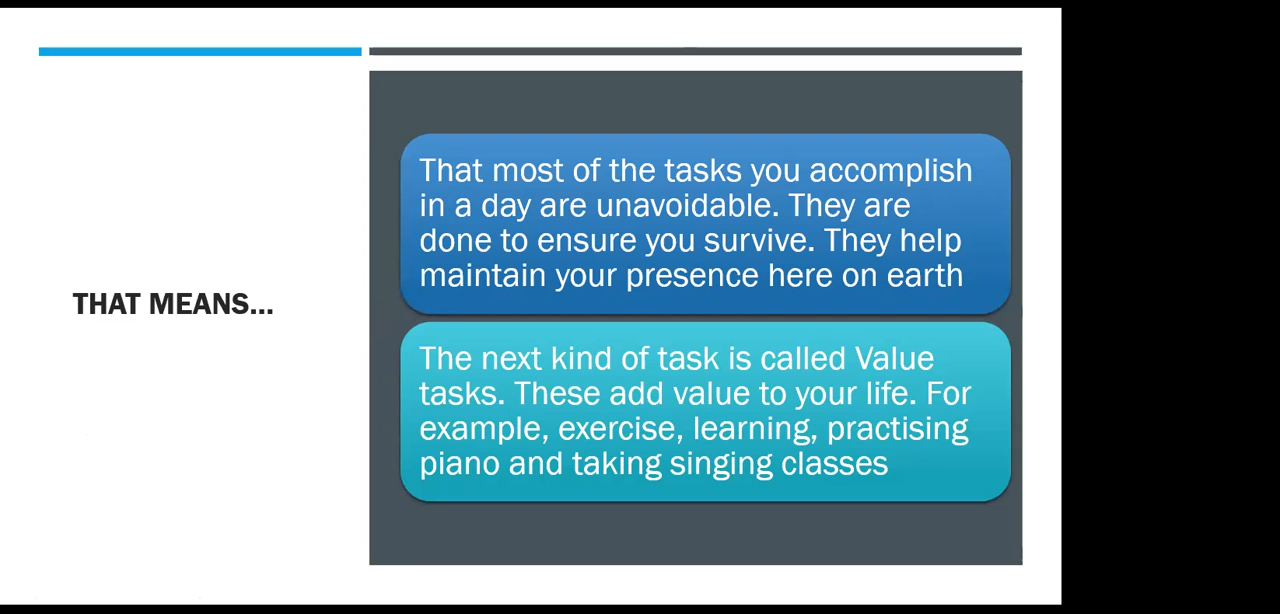 THAT MEANS...
That most of the tasks you accomplish
in a day are unavoidable. They are
done to ensure you survive. They help
maintain your presence here on earth
The next kind of task is called Value
tasks. These add value to your life. For
example, exercise, learning, practising
piano and taking singing classes